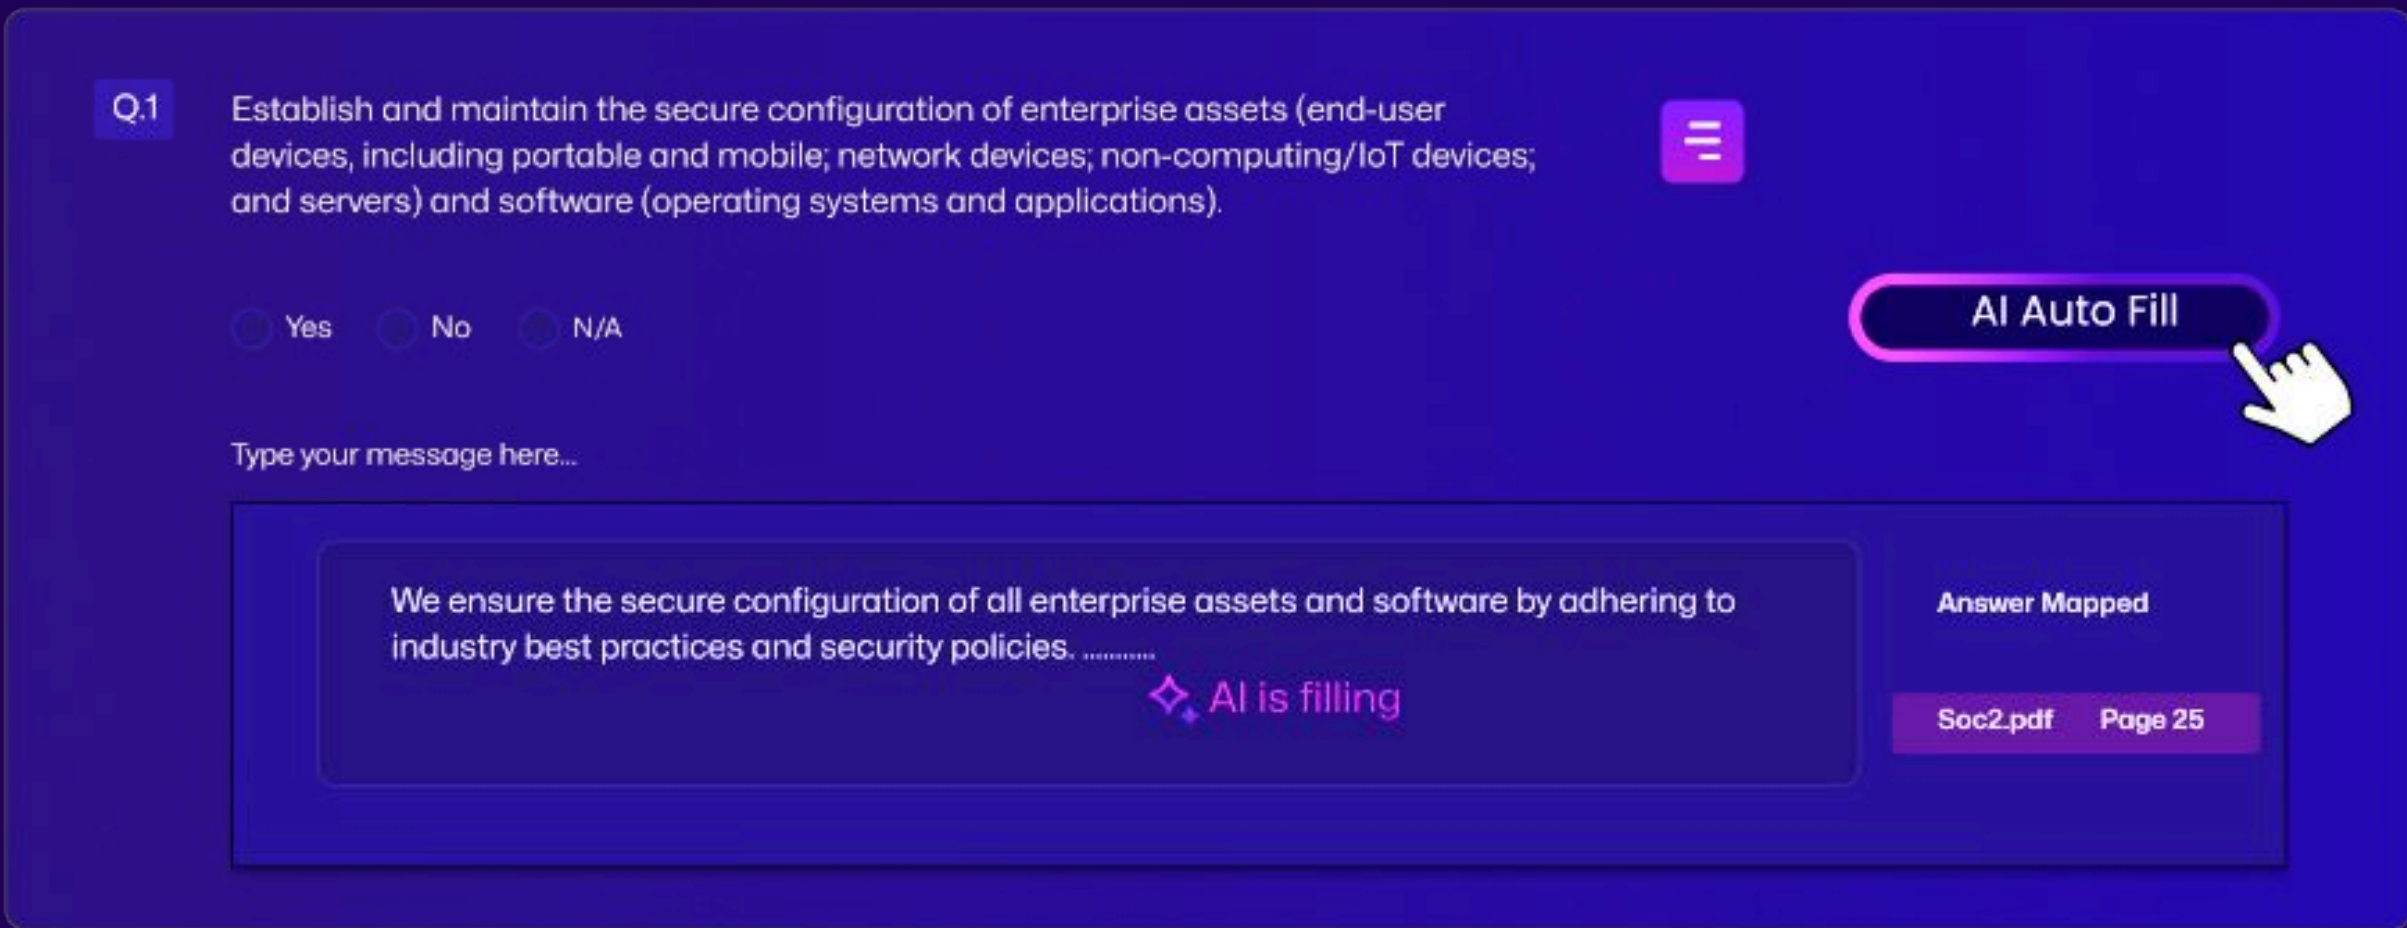 Q.1
Establish and maintain the secure configuration of enterprise assets (end-user
devices, including portable and mobile; network devices; non-computing/IoT devices;
and servers) and software (operating systems and applications).
Yes No N/A
AI Auto Fill
Type your message here...
We ensure the secure configuration of all enterprise assets and software by adhering to
industry best practices and security policies. ...........
AI is filling
Answer Mapped
Soc2.pdf Page 25